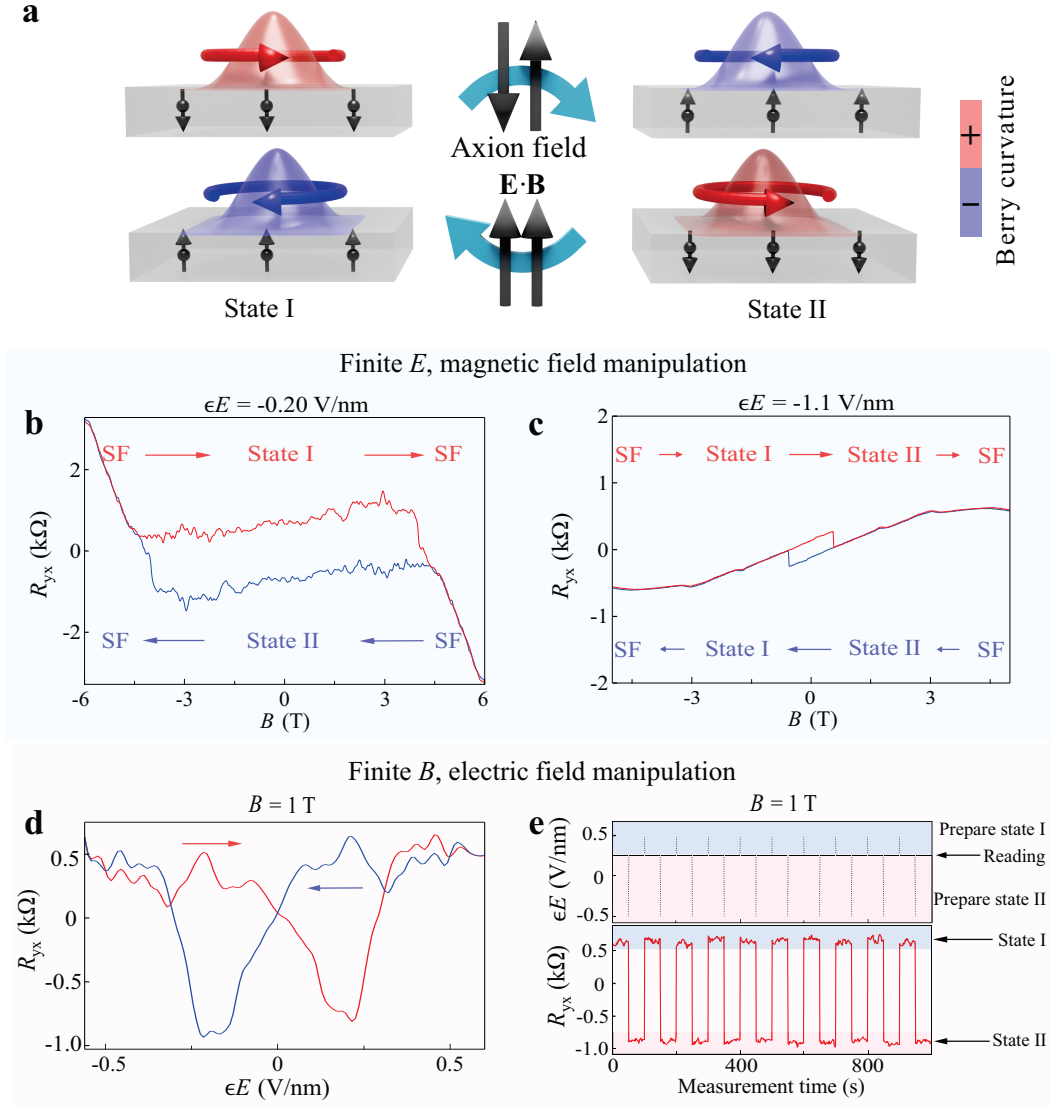 a
Axion field
E·B
State I
State II
+
−
Berry curvature
Finite E, magnetic field manipulation
b
ϵE = -0.20 V/nm
SF
State I
SF
SF
State II
SF
2
0
-2
-6
-3
0
3
6
R_yx (kΩ)
B (T)
c
ϵE = -1.1 V/nm
SF
State I
State II
SF
SF
State I
State II
SF
2
1
0
-1
-2
-3
0
3
R_yx (kΩ)
B (T)
Finite B, electric field manipulation
d
B = 1 T
0.5
0
-0.5
-1.0
-0.5
0
0.5
R_yx (kΩ)
ϵE (V/nm)
e
B = 1 T
0.5
0
-0.5
ϵE (V/nm)
Prepare state I
Reading
Prepare state II
0.5
0
-0.5
-1.0
R_yx (kΩ)
State I
State II
0
400
800
Measurement time (s)